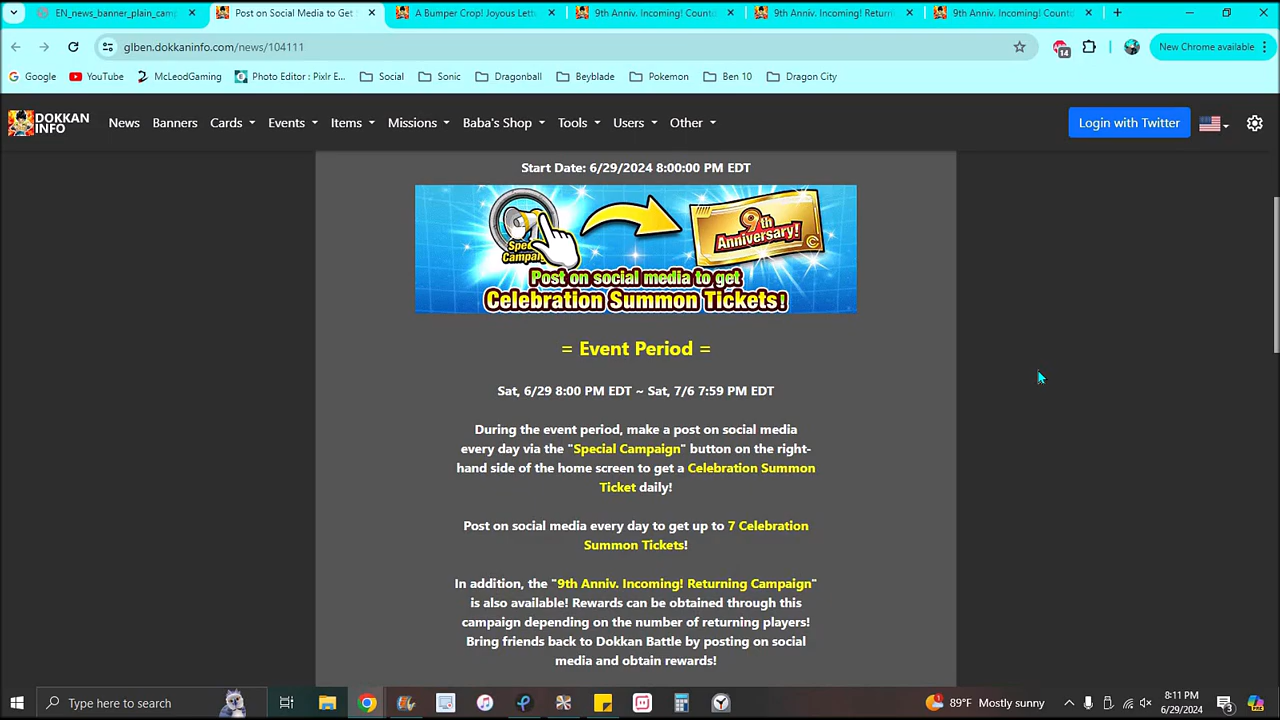 EN_news_banner_plain_camp
Post on Social Media to Get S
A Bumper Crop! Joyous Lette
9th Anniv. Incoming! Countd
9th Anniv. Incoming! Return
9th Anniv. Incoming! Countd
glben.dokkaninfo.com/news/104111
14
New Chrome available
Google
YouTube
McLeodGaming
Photo Editor : Pixlr E...
Social
Sonic
Dragonball
Beyblade
Pokemon
Ben 10
Dragon City
DOKKAN
INFO
News
Banners
Cards
Events
Items
Missions
Baba's Shop
Tools
Users
Other
Login with Twitter
Start Date: 6/29/2024 8:00:00 PM EDT
Campaign
9th
Anniversary!
Post on social media to get
Celebration Summon Tickets!
= Event Period =
Sat, 6/29 8:00 PM EDT ~ Sat, 7/6 7:59 PM EDT
During the event period, make a post on social media
every day via the "Special Campaign" button on the right-
hand side of the home screen to get a Celebration Summon
Ticket daily!
Post on social media every day to get up to 7 Celebration
Summon Tickets!
In addition, the "9th Anniv. Incoming! Returning Campaign"
is also available! Rewards can be obtained through this
campaign depending on the number of returning players!
Bring friends back to Dokkan Battle by posting on social
media and obtain rewards!
Type here to search
89°F Mostly sunny
8:11 PM
6/29/2024
3